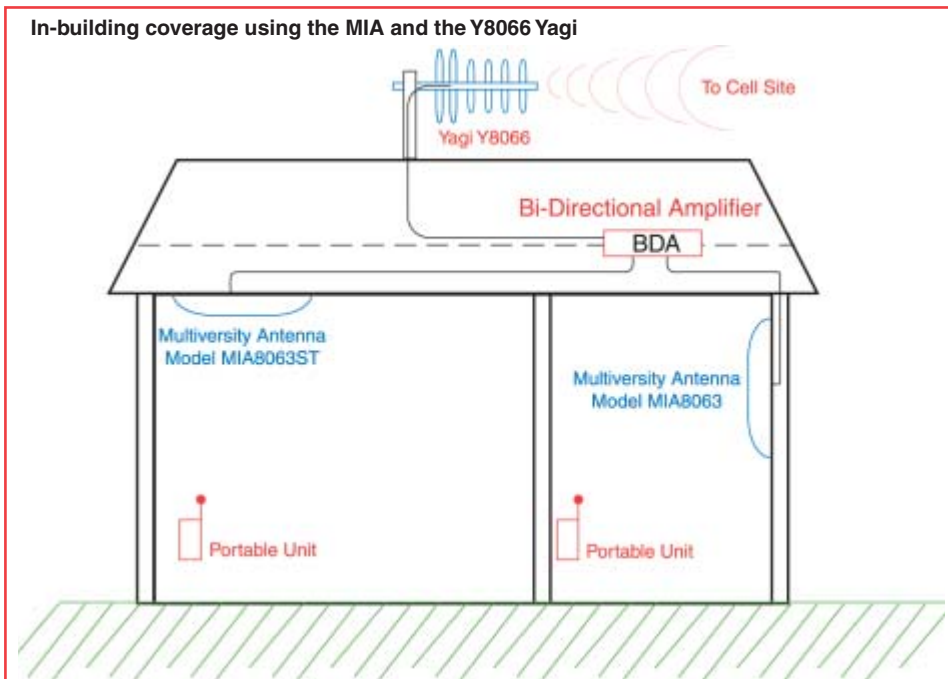 In-building coverage using the MIA and the Y8066 Yagi
To Cell Site
Yagi Y8066
Bi-Directional Amplifier
BDA
Multiversity Antenna
Model MIA8063ST
Multiversity Antenna
Model MIA8063
Portable Unit
Portable Unit